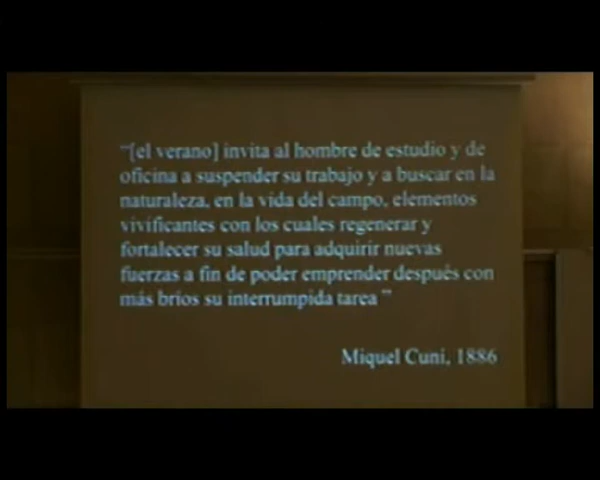 “[el verano] invita al hombre de estudio y de
oficina a suspender su trabajo y a buscar en la
naturaleza, en la vida del campo, elementos
vivificantes con los cuales regenerar y
fortalecer su salud para adquirir nuevas
fuerzas a fin de poder emprender después con
más bríos su interrumpida tarea ”
Miquel Cuní, 1886